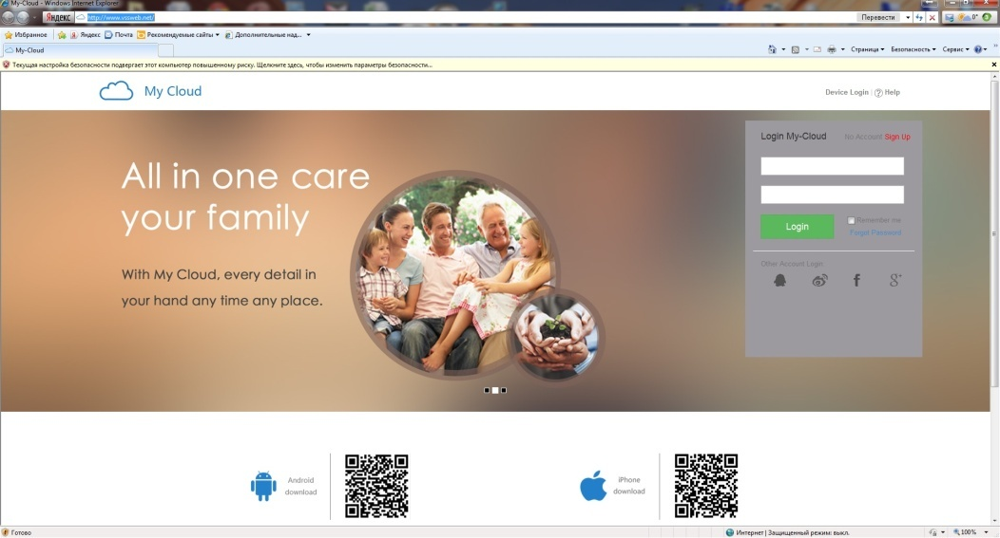 My-Cloud - Windows Internet Explorer
Яндекс http://www.vssweb.net/ Перевести 0°
Избранное Яндекс Почта Рекомендуемые сайты Дополнительные над...
My-Cloud Страница Безопасность Сервис
Текущая настройка безопасности подвергает этот компьютер повышенному риску. Щелкните здесь, чтобы изменить параметры безопасности...
My Cloud
Device Login | ? Help
All in one care
your family
With My Cloud, every detail in
your hand any time any place.
Login My-Cloud No Account Sign Up
Login
Remember me
Forget Password
Other Account Login
f g+
Android
download
iPhone
download
Готово Интернет | Защищенный режим: выкл. 100%